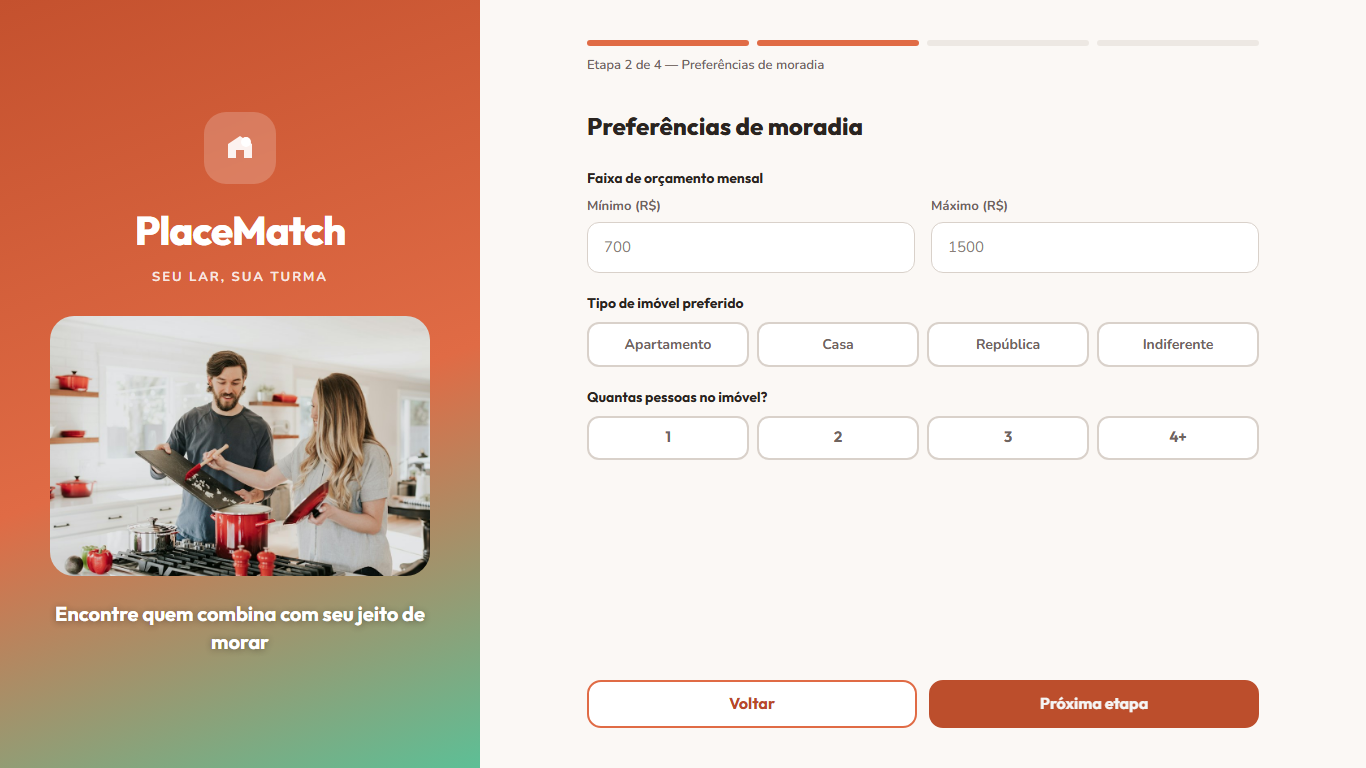 PlaceMatch
SEU LAR, SUA TURMA
Encontre quem combina com seu jeito de
morar
Etapa 2 de 4 — Preferências de moradia
Preferências de moradia
Faixa de orçamento mensal
Mínimo (R$) Máximo (R$)
700 1500
Tipo de imóvel preferido
Apartamento Casa República Indiferente
Quantas pessoas no imóvel?
1 2 3 4+
Voltar Próxima etapa